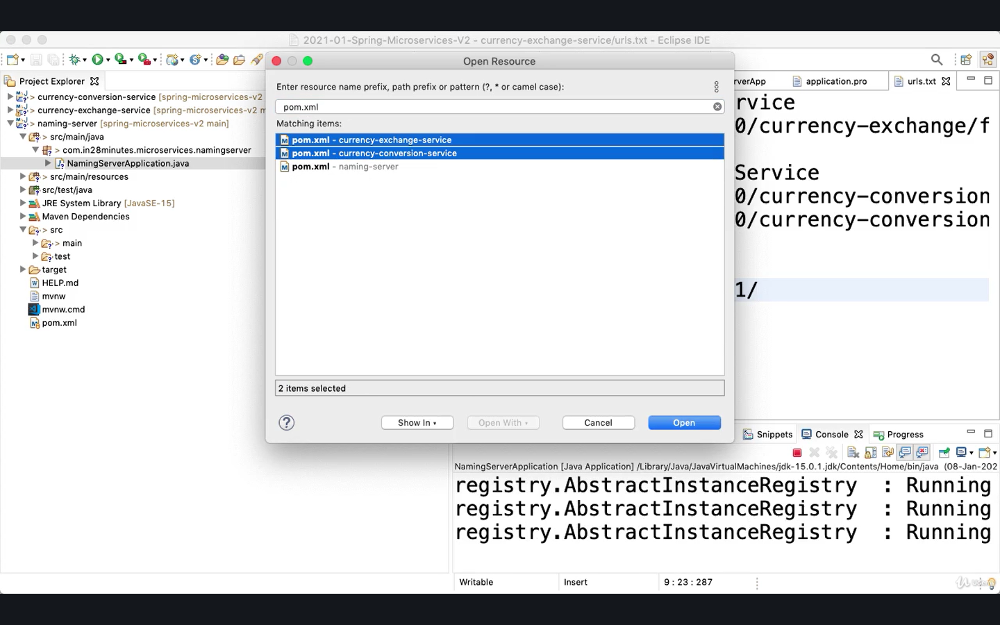 2021-01-Spring-Microservices-V2 - currency-exchange-service/urls.txt - Eclipse IDE
Open Resource
Project Explorer
Enter resource name prefix, path prefix or pattern (?, * or camel case):
rverApp
application.pro
urls.txt
> currency-conversion-service [spring-microservices-v2
> currency-exchange-service [spring-microservices-v2 m
> naming-server [spring-microservices-v2 main]
> src/main/java
> com.in28minutes.microservices.namingserver
NamingServerApplication.java
> src/main/resources
src/test/java
JRE System Library [JavaSE-15]
Maven Dependencies
> src
> main
test
target
HELP.md
mvnw
mvnw.cmd
pom.xml
pom.xml
Matching items:
pom.xml - currency-exchange-service
pom.xml - currency-conversion-service
pom.xml - naming-server
2 items selected
?
Show In
Open With
Cancel
Open
rvice
0/currency-exchange/f
Service
0/currency-conversion
0/currency-conversion
1/
Snippets
Console
Progress
NamingServerApplication [Java Application] /Library/Java/JavaVirtualMachines/jdk-15.0.1.jdk/Contents/Home/bin/java (08-Jan-202
registry.AbstractInstanceRegistry : Running
registry.AbstractInstanceRegistry : Running
registry.AbstractInstanceRegistry : Running
Writable
Insert
9 : 23 : 287